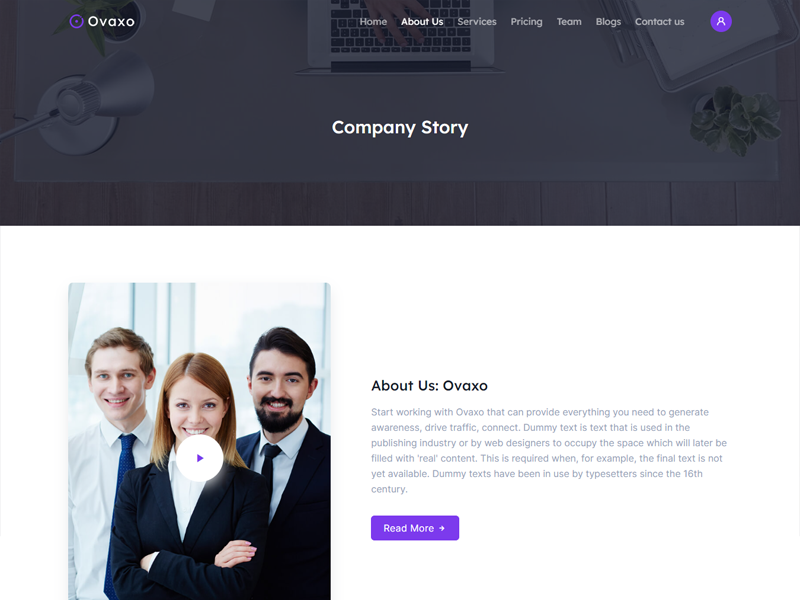 Ovaxo
Home About Us Services Pricing Team Blogs Contact us
Company Story
About Us: Ovaxo
Start working with Ovaxo that can provide everything you need to generate
awareness, drive traffic, connect. Dummy text is text that is used in the
publishing industry or by web designers to occupy the space which will later be
filled with 'real' content. This is required when, for example, the final text is not
yet available. Dummy texts have been in use by typesetters since the 16th
century.
Read More →